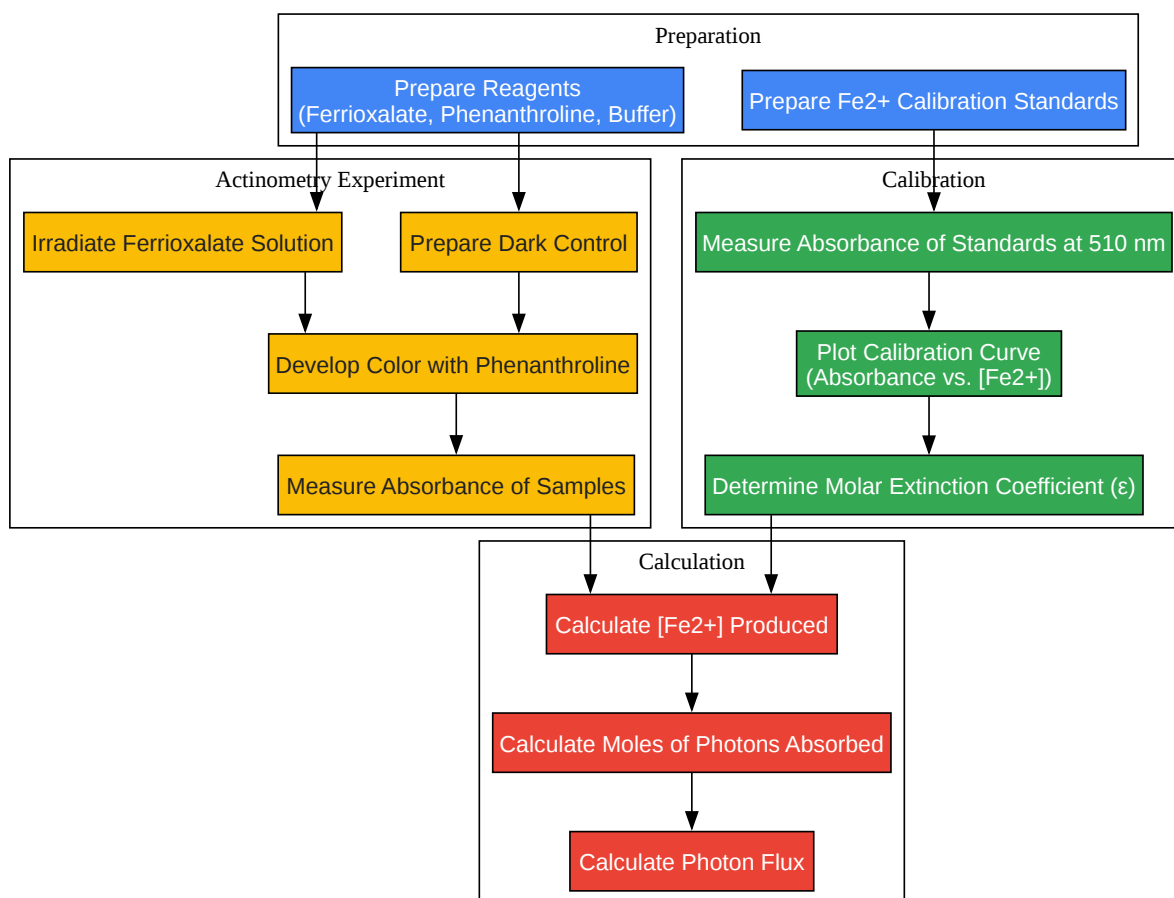 Preparation
Prepare Reagents
(Ferrioxalate, Phenanthroline, Buffer)
Prepare Fe2+ Calibration Standards
Actinometry Experiment
Irradiate Ferrioxalate Solution
Prepare Dark Control
Develop Color with Phenanthroline
Measure Absorbance of Samples
Calibration
Measure Absorbance of Standards at 510 nm
Plot Calibration Curve
(Absorbance vs. [Fe2+])
Determine Molar Extinction Coefficient (ε)
Calculation
Calculate [Fe2+] Produced
Calculate Moles of Photons Absorbed
Calculate Photon Flux